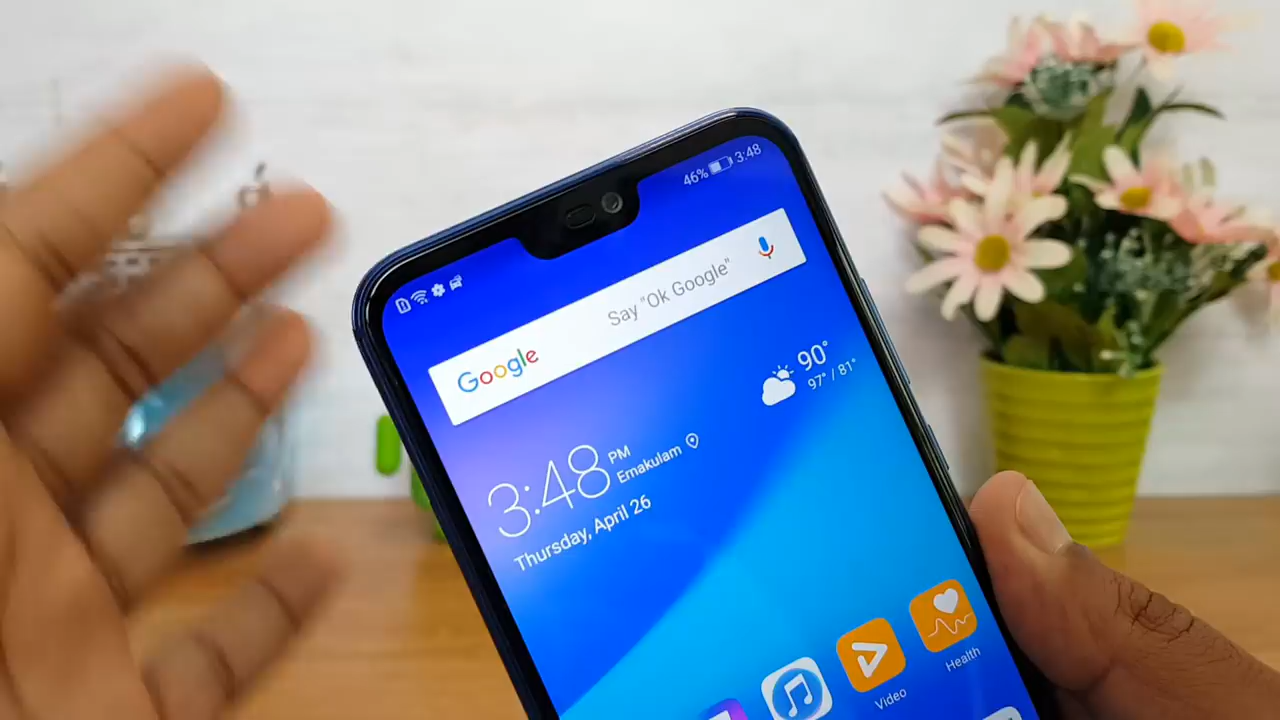 46% 3:48
Google Say "Ok Google"
90°
97° / 81°
3:48 PM
Ernakulam
Thursday, April 26
Health
Video